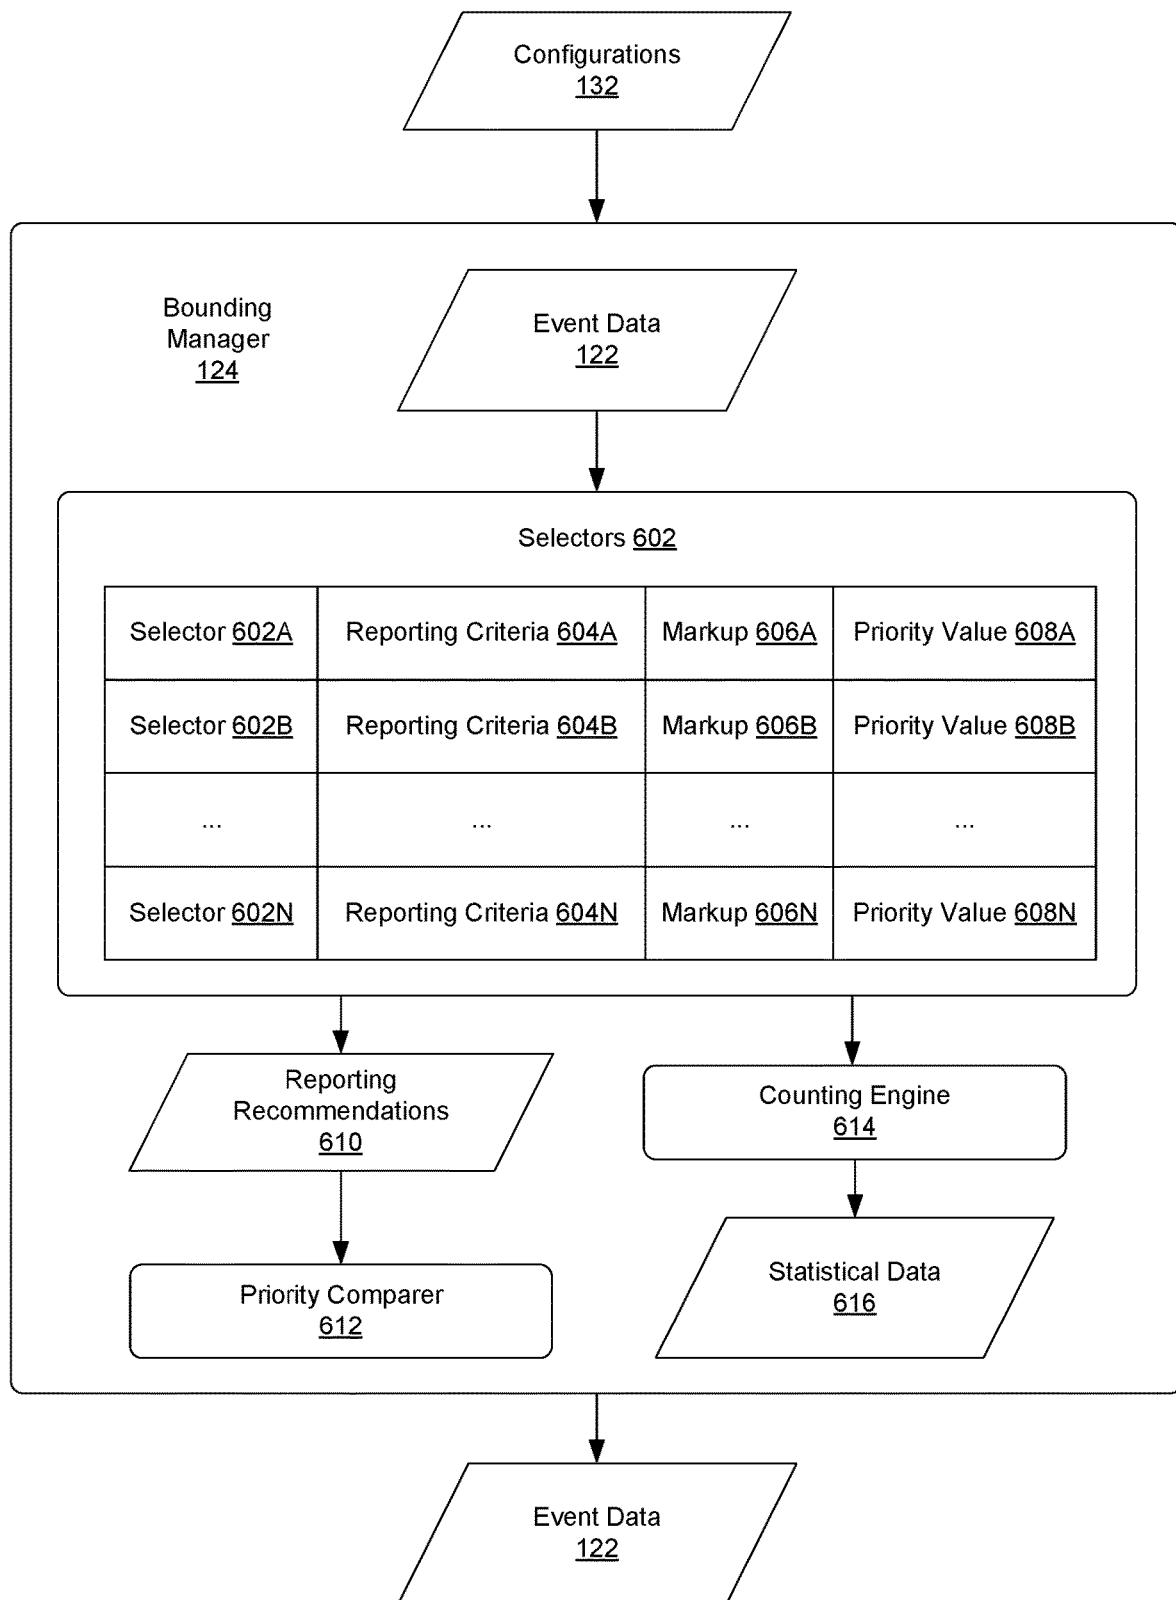 Configurations
132
Bounding
Manager
124
Event Data
122
Selectors 602
Selector 602A Reporting Criteria 604A Markup 606A Priority Value 608A
Selector 602B Reporting Criteria 604B Markup 606B Priority Value 608B
... ... ... ...
Selector 602N Reporting Criteria 604N Markup 606N Priority Value 608N
Reporting
Recommendations
610
Counting Engine
614
Priority Comparer
612
Statistical Data
616
Event Data
122